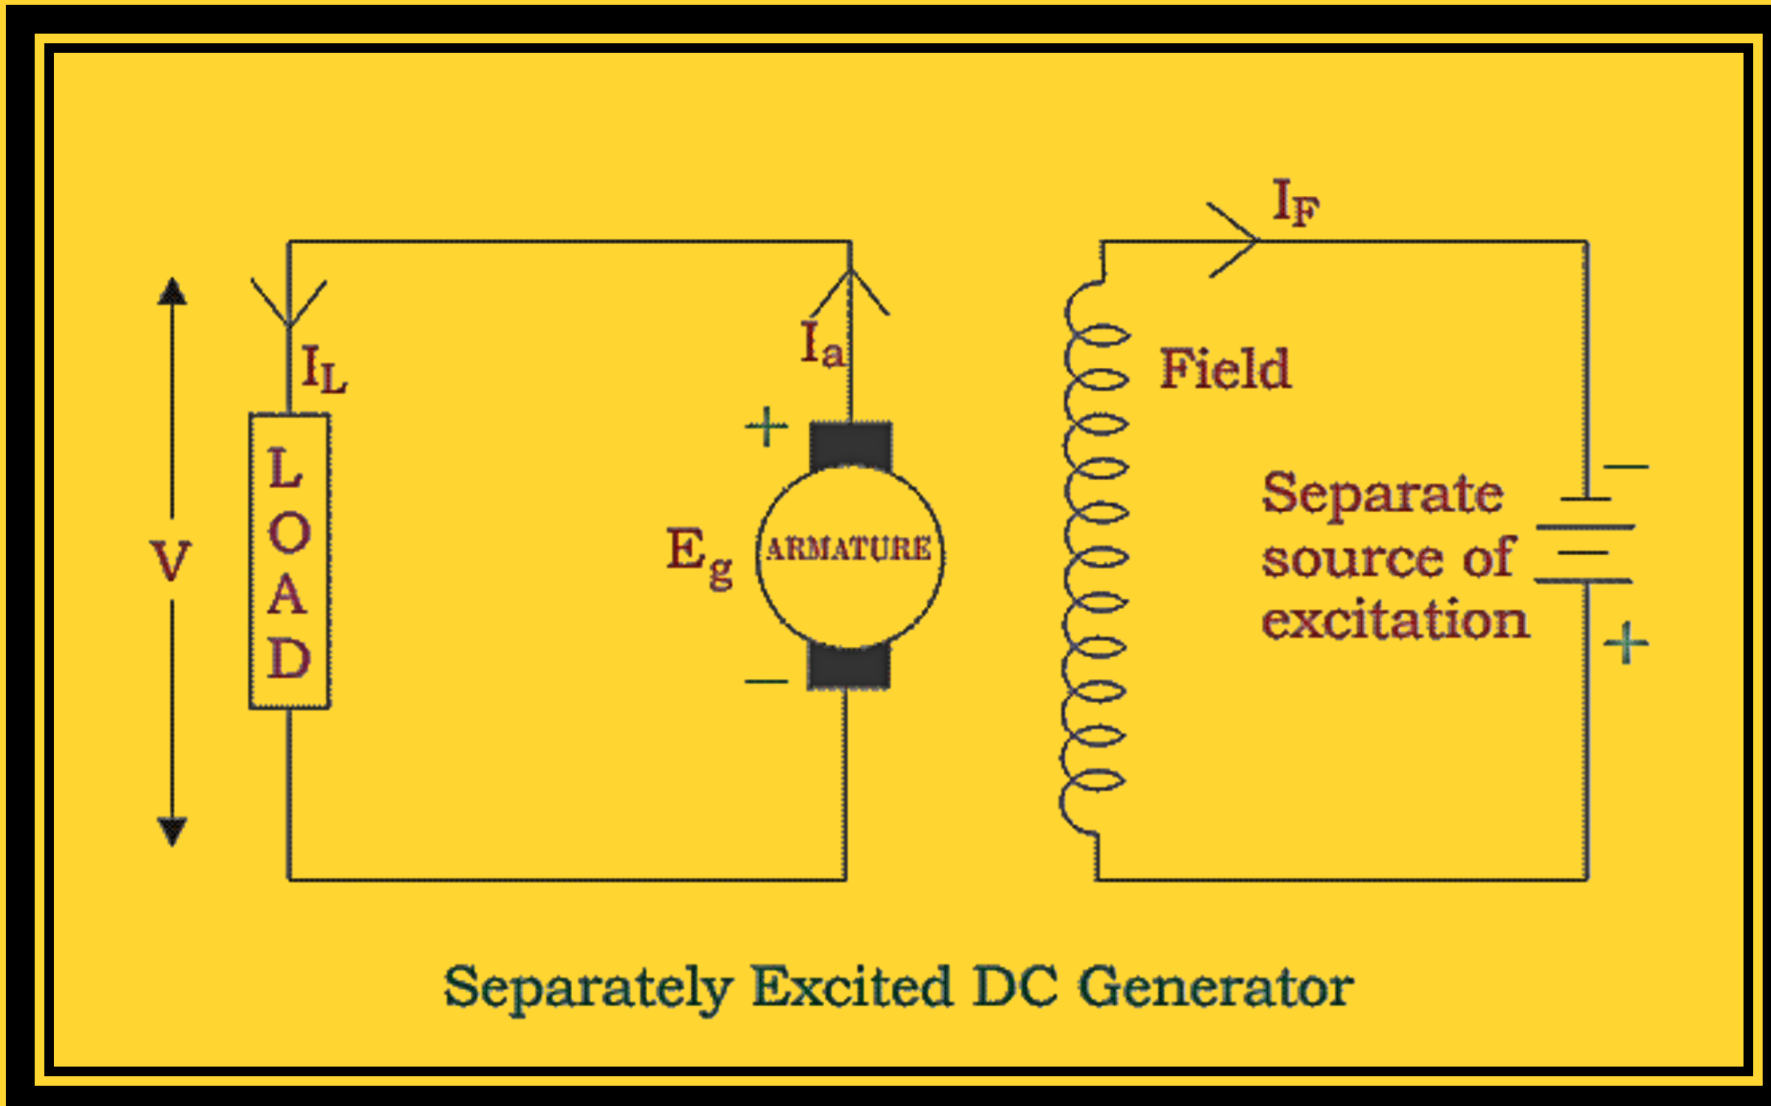 I_F
I_L
I_a
Field
+
L
O
A
D
V
E_g
ARMATURE
−
Separate
source of
excitation
−
+
Separately Excited DC Generator